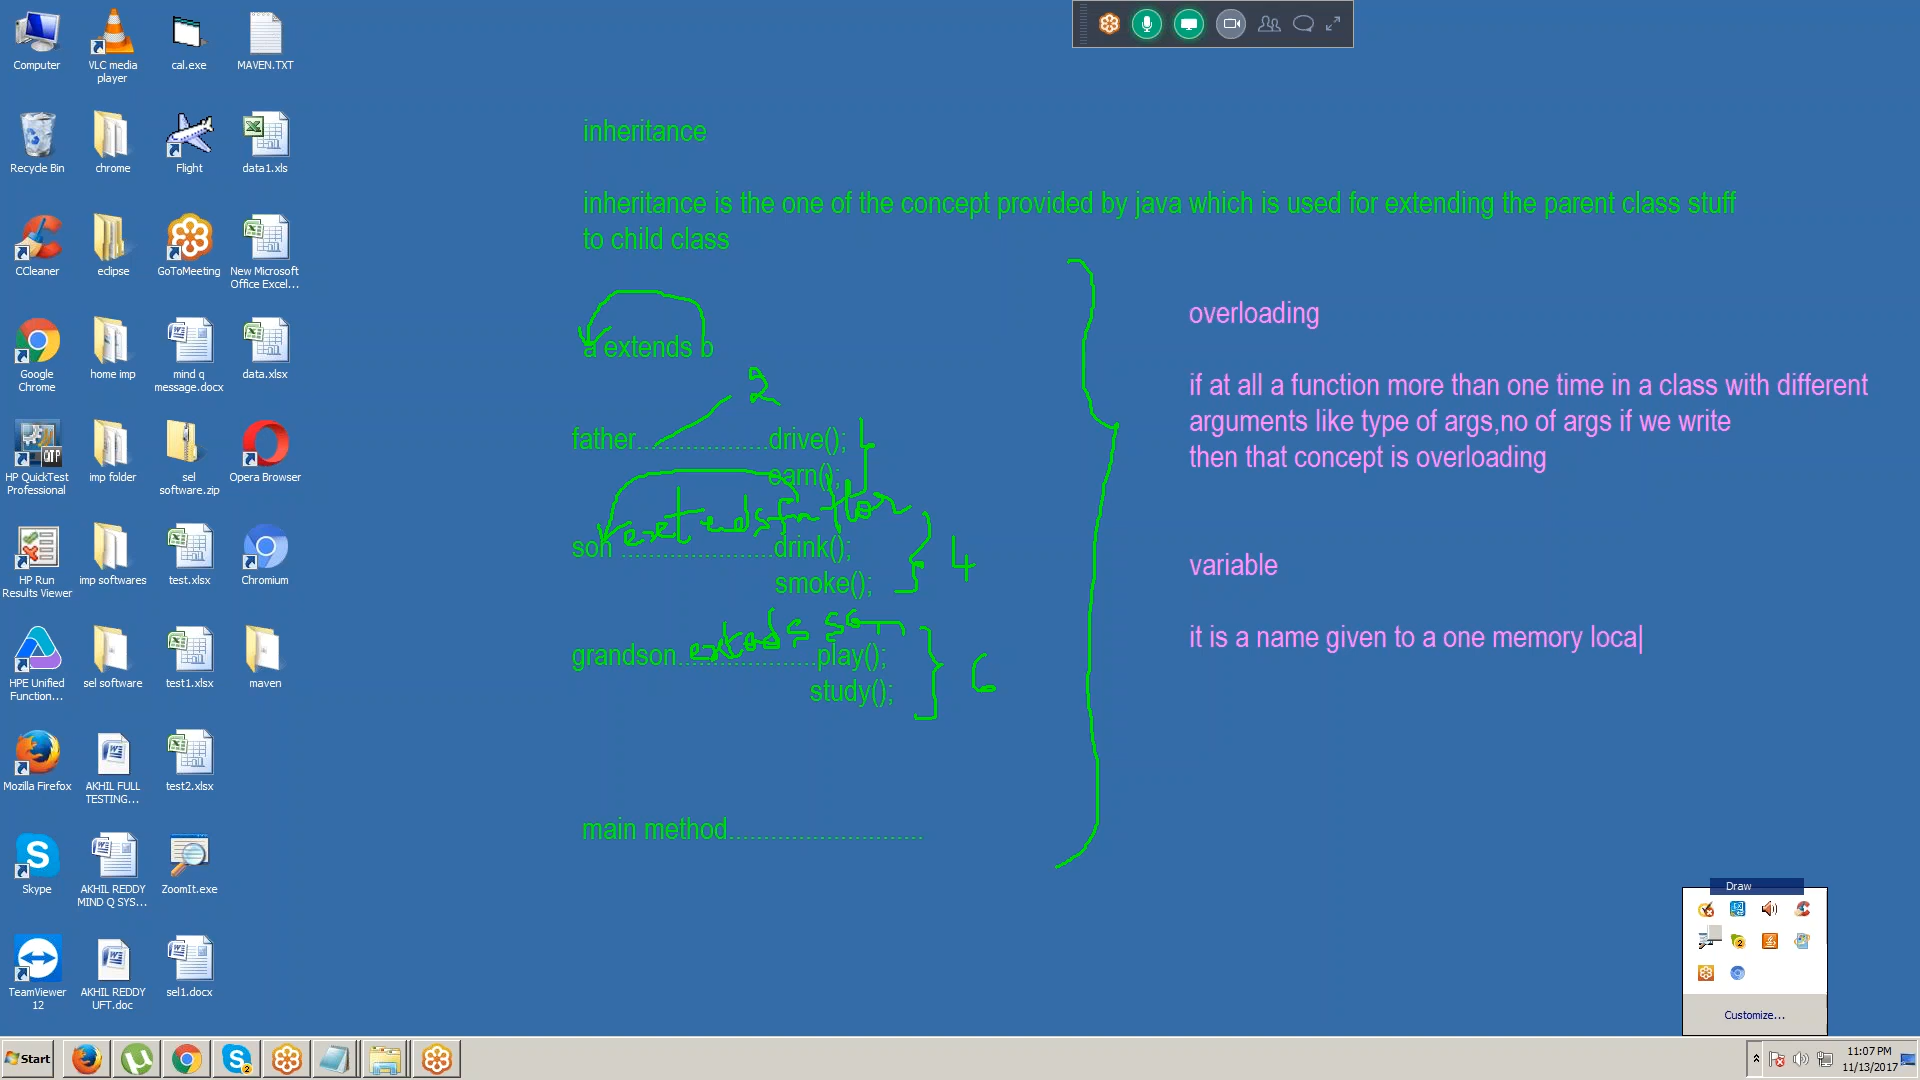 Computer
VLC media
player
cal.exe
MAVEN.TXT
Recycle Bin
chrome
Flight
data1.xls
CCleaner
eclipse
GoToMeeting
New Microsoft
Office Excel...
Google
Chrome
home imp
mind q
message.docx
data.xlsx
QTP
HP QuickTest
Professional
imp folder
sel
software.zip
Opera Browser
HP Run
Results Viewer
imp softwares
test.xlsx
Chromium
HPE Unified
Function...
sel software
test1.xlsx
maven
Mozilla Firefox
AKHIL FULL
TESTING...
test2.xlsx
Skype
AKHIL REDDY
MIND Q SYS...
ZoomIt.exe
TeamViewer
12
AKHIL REDDY
UFT.doc
sel1.docx
inheritance
inheritance is the one of the concept provided by java which is used for extending the parent class stuff
to child class
a extends b
2
father...................drive();
earn();
extends
son ......................drink();
smoke();
4
grandson....................play();
study();
6
main method............................
overloading
if at all a function more than one time in a class with different
arguments like type of args,no of args if we write
then that concept is overloading
variable
it is a name given to a one memory loca
Draw
Customize...
Start
11:07 PM
11/13/2017